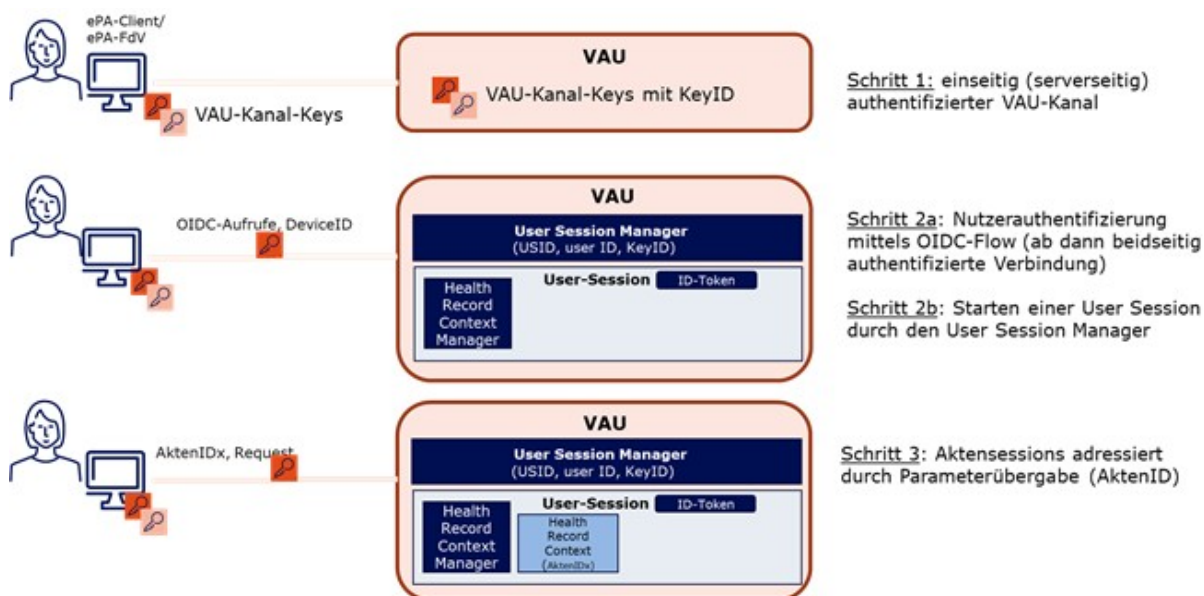 ePA-Client/
ePA-FdV
VAU-Kanal-Keys
VAU
VAU-Kanal-Keys mit KeyID
Schritt 1: einseitig (serverseitig)
authentifizierter VAU-Kanal
OIDC-Aufrufe, DeviceID
VAU
User Session Manager
(USID, user ID, KeyID)
User-Session
ID-Token
Health
Record
Context
Manager
Schritt 2a: Nutzerauthentifizierung
mittels OIDC-Flow (ab dann beidseitig
authentifizierte Verbindung)
Schritt 2b: Starten einer User Session
durch den User Session Manager
AktenIDx, Request
VAU
User Session Manager
(USID, user ID, KeyID)
User-Session
ID-Token
Health
Record
Context
Manager
Health
Record
Context
(AktenIDx)
Schritt 3: Aktensessions adressiert
durch Parameterübergabe (AktenID)